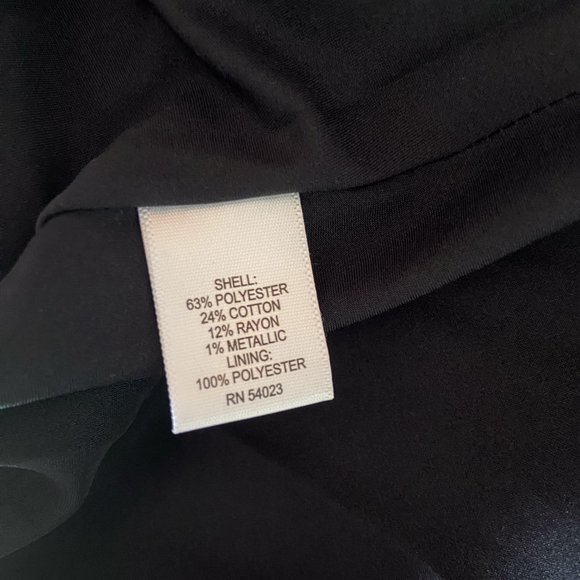 SHELL:
63% POLYESTER
24% COTTON
12% RAYON
1% METALLIC
LINING:
100% POLYESTER
RN 54023